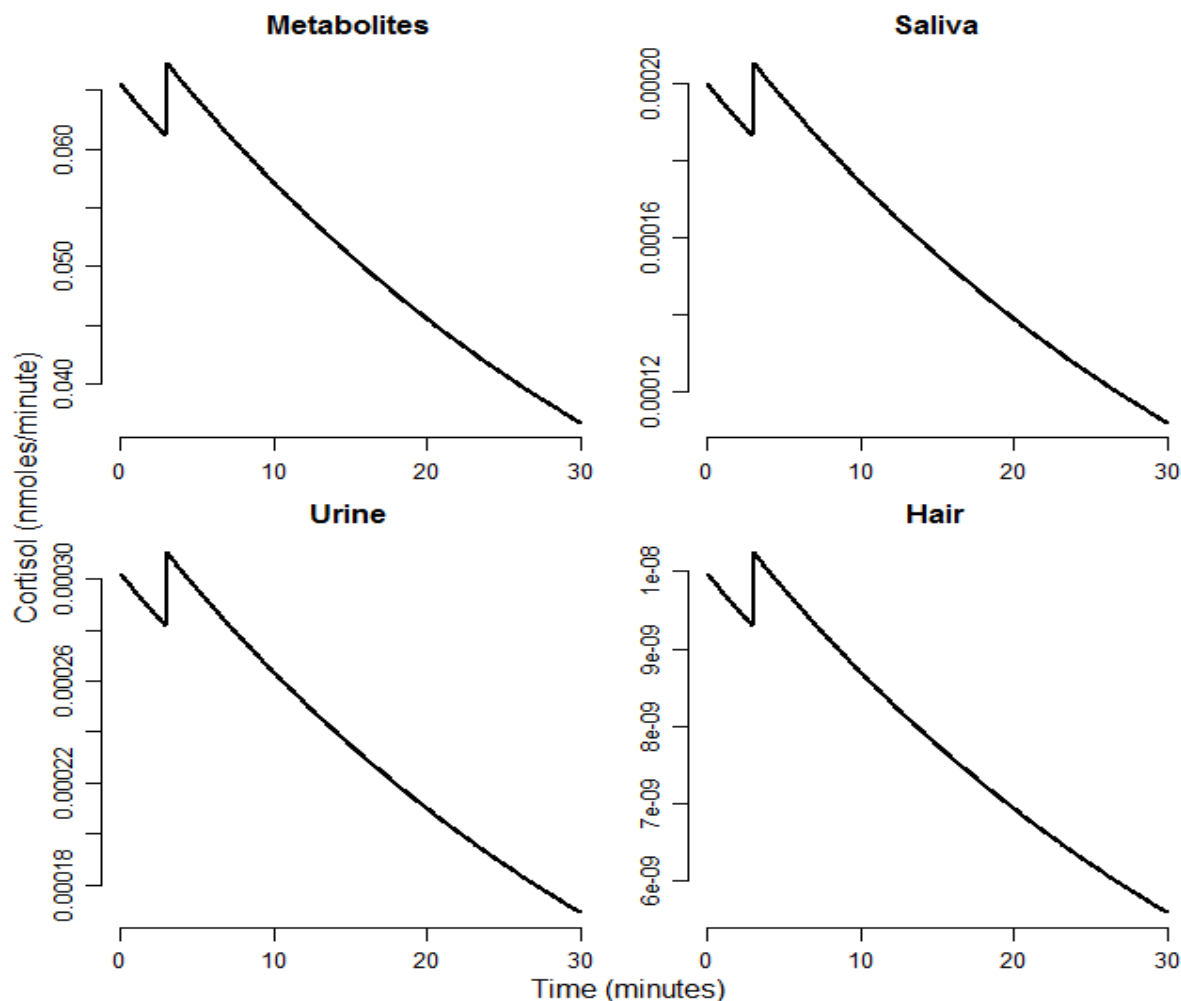 Metabolites
0.060
0.050
0.040
0 10 20 30
Saliva
0.00020
0.00016
0.00012
0 10 20 30
Cortisol (nmoles/minute)
Urine
0.00030
0.00026
0.00022
0.00018
0 10 20 30
Hair
1e-08
9e-09
8e-09
7e-09
6e-09
0 10 20 30
Time (minutes)